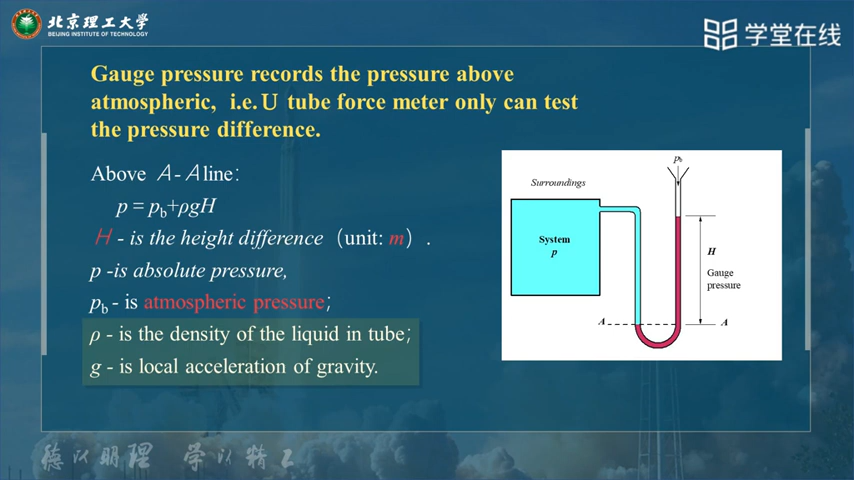 北京理工大学
BEIJING INSTITUTE OF TECHNOLOGY
学堂在线
Gauge pressure records the pressure above
atmospheric, i.e. U tube force meter only can test
the pressure difference.
Above A-A line:
p = pb+ρgH
H - is the height difference (unit: m) .
p -is absolute pressure,
pb - is atmospheric pressure;
ρ - is the density of the liquid in tube;
g - is local acceleration of gravity.
pb
Surroundings
System
p
H
Gauge
pressure
A
A
德以明理 学以精工